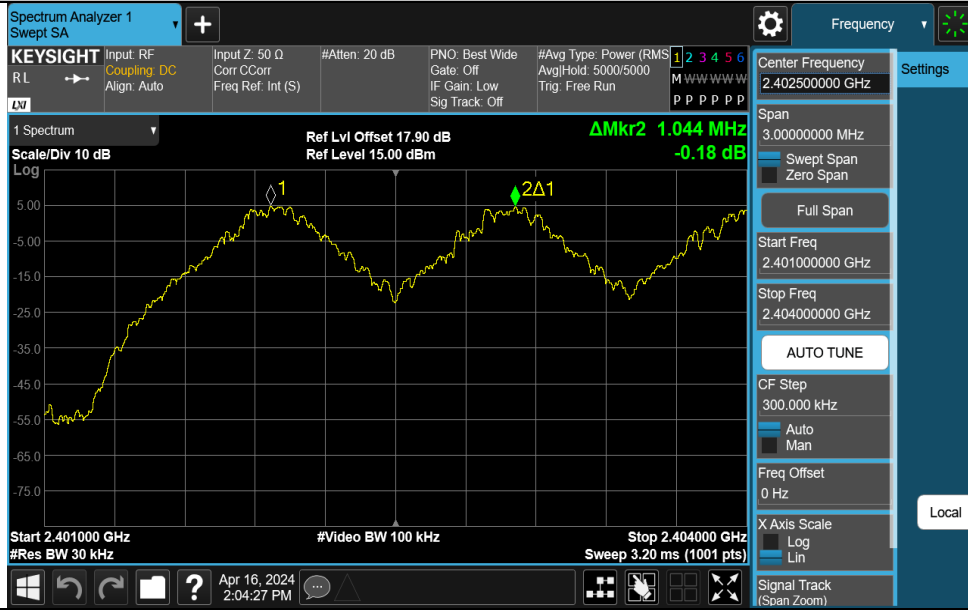 Spectrum Analyzer 1
Swept SA
+
Frequency
KEYSIGHT
R L
LXI
Input: RF
Coupling: DC
Align: Auto
Input Z: 50 Ω
Corr CCorr
Freq Ref: Int (S)
#Atten: 20 dB
PNO: Best Wide
Gate: Off
IF Gain: Low
Sig Track: Off
#Avg Type: Power (RMS
Avg|Hold: 5000/5000
Trig: Free Run
1 2 3 4 5 6
M W W W W W
P P P P P P
1 Spectrum
Scale/Div 10 dB
Log
Ref Lvl Offset 17.90 dB
Ref Level 15.00 dBm
ΔMkr2 1.044 MHz
-0.18 dB
1
2Δ1
5.00
-5.00
-15.0
-25.0
-35.0
-45.0
-55.0
-65.0
-75.0
Start 2.401000 GHz
#Res BW 30 kHz
#Video BW 100 kHz
Stop 2.404000 GHz
Sweep 3.20 ms (1001 pts)
Center Frequency
2.402500000 GHz
Settings
Span
3.00000000 MHz
Swept Span
Zero Span
Full Span
Start Freq
2.401000000 GHz
Stop Freq
2.404000000 GHz
AUTO TUNE
CF Step
300.000 kHz
Auto
Man
Freq Offset
0 Hz
X Axis Scale
Log
Lin
Local
Signal Track
(Span Zoom)
?
Apr 16, 2024
2:04:27 PM